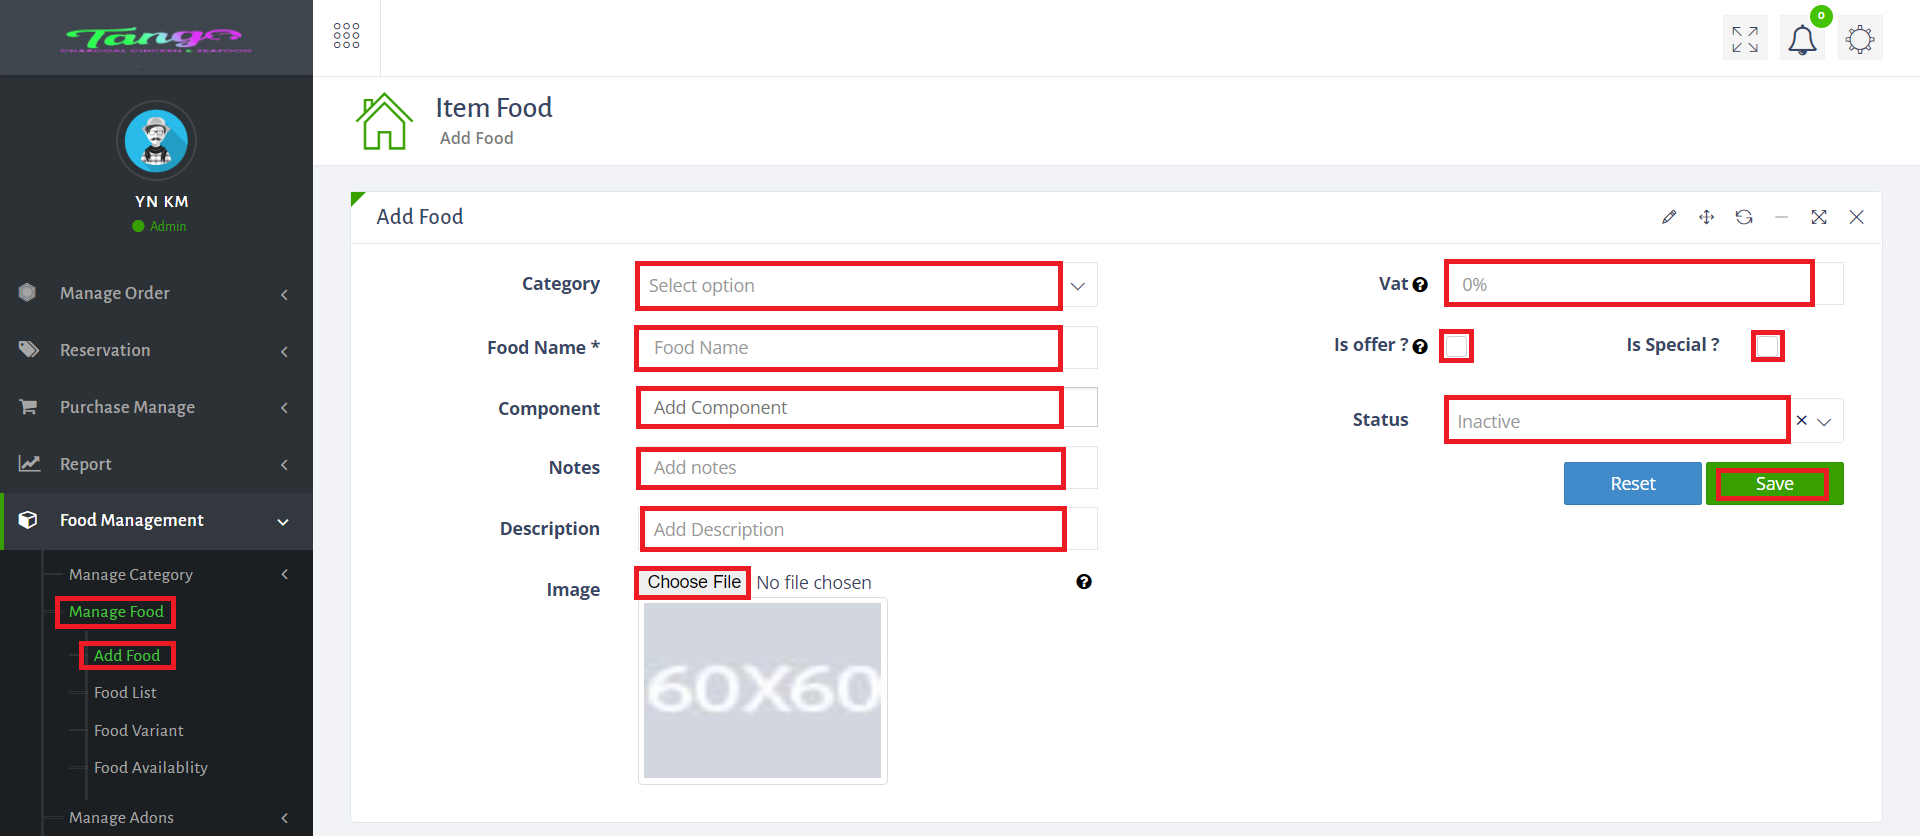 Tango
CHARCOAL CHICKEN & SEAFOOD
0
YN KM
Admin
Manage Order
Reservation
Purchase Manage
Report
Food Management
Manage Category
Manage Food
Add Food
Food List
Food Variant
Food Availablity
Manage Adons
Item Food
Add Food
Add Food
Category
Select option
Food Name *
Food Name
Component
Add Component
Notes
Add notes
Description
Add Description
Image
Choose File No file chosen
60X60
Vat
0%
Is offer ?
Is Special ?
Status
Inactive
Reset
Save